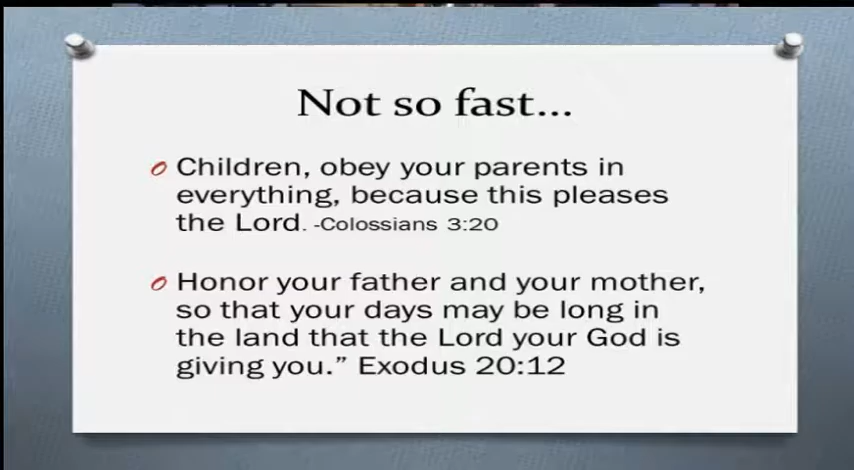 Not so fast...
Children, obey your parents in
everything, because this pleases
the Lord. -Colossians 3:20
Honor your father and your mother,
so that your days may be long in
the land that the Lord your God is
giving you.” Exodus 20:12